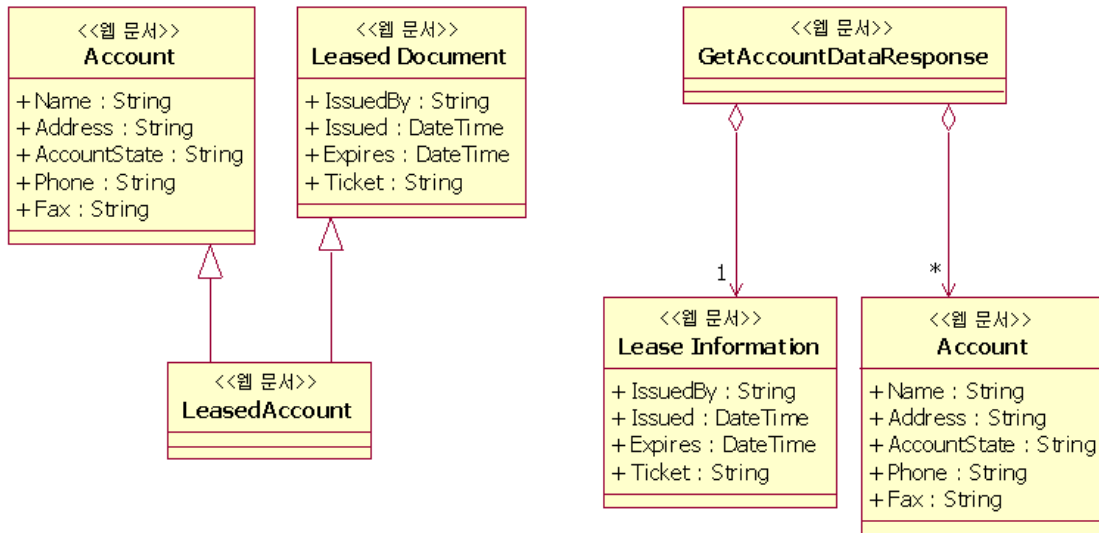 <<웹 문서>>
Account
+ Name : String
+ Address : String
+ AccountState : String
+ Phone : String
+ Fax : String
<<웹 문서>>
Leased Document
+ IssuedBy : String
+ Issued : DateTime
+ Expires : DateTime
+ Ticket : String
<<웹 문서>>
LeasedAccount
<<웹 문서>>
GetAccountDataResponse
1
*
<<웹 문서>>
Lease Information
+ IssuedBy : String
+ Issued : DateTime
+ Expires : DateTime
+ Ticket : String
<<웹 문서>>
Account
+ Name : String
+ Address : String
+ AccountState : String
+ Phone : String
+ Fax : String